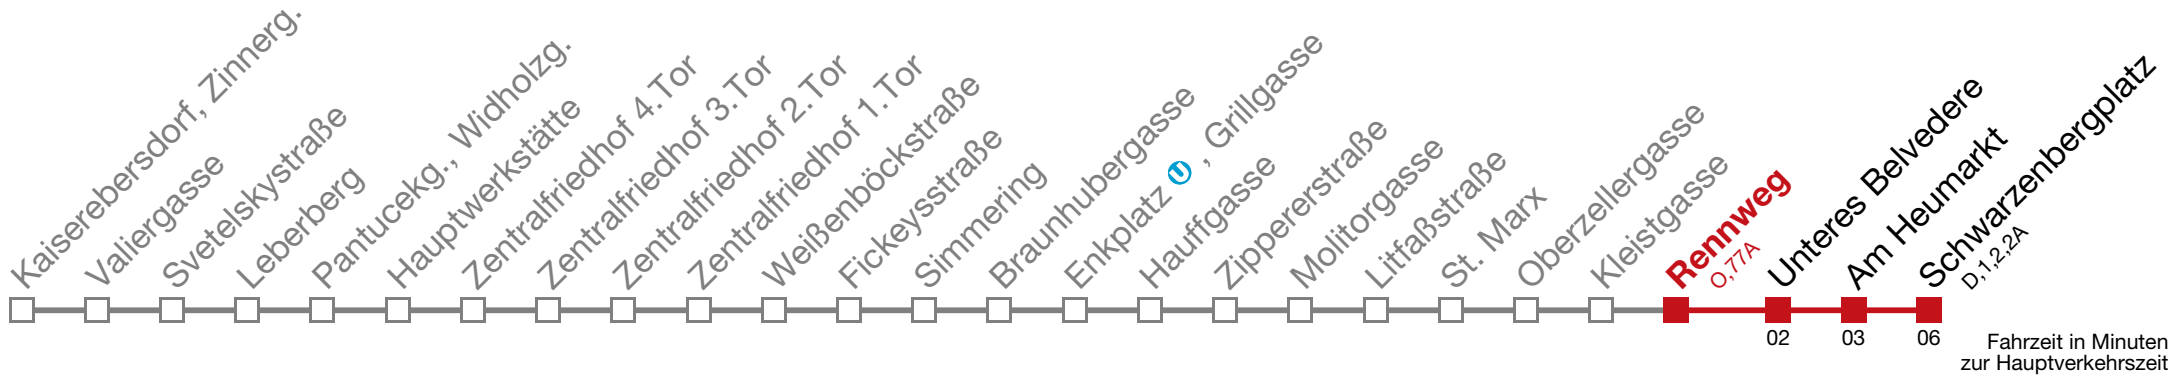 Kaiserebersdorf, Zinnerg.
Valiergasse
Svetelskystraße
Leberberg
Pantucekg., Widholzg.
Hauptwerkstätte
Zentralfriedhof 4.Tor
Zentralfriedhof 3.Tor
Zentralfriedhof 2.Tor
Zentralfriedhof 1.Tor
Weißenböckstraße
Fickeysstraße
Simmering
Braunhubergasse
Enkplatz U, Grillgasse
Hauffgasse
Zippererstraße
Molitorgasse
Litfaßstraße
St. Marx
Oberzellergasse
Kleistgasse
Rennweg
O,77A
Unteres Belvedere
Am Heumarkt
Schwarzenbergplatz
D,1,2,2A
02
03
06
Fahrzeit in Minuten
zur Hauptverkehrszeit